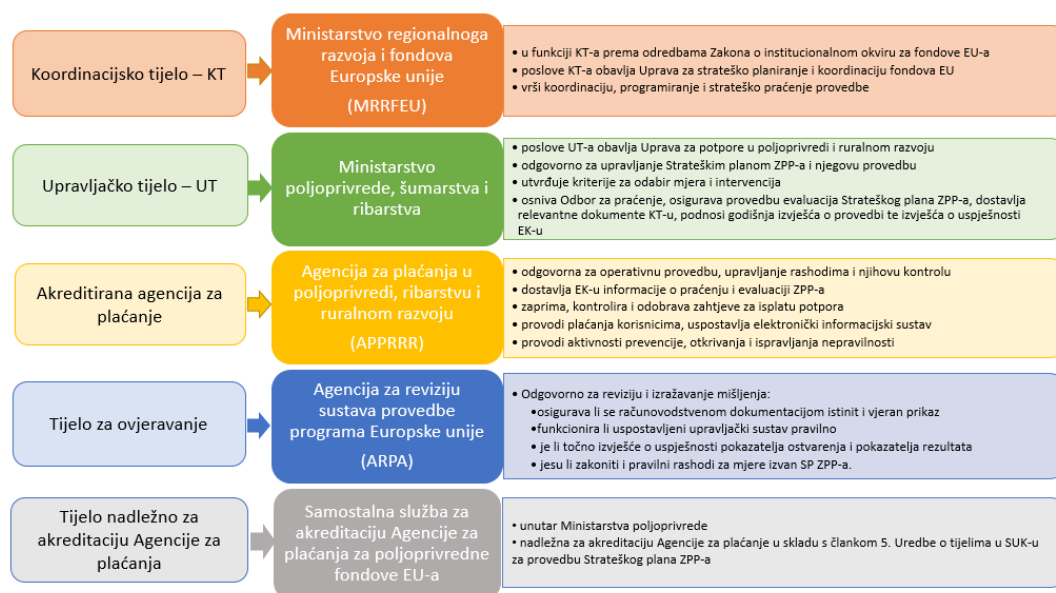 Koordinacijsko tijelo – KT
Ministarstvo regionalnoga
razvoja i fondova
Europske unije
(MRRFEU)
• u funkciji KT-a prema odredbama Zakona o institucionalnom okviru za fondove EU-a
• poslove KT-a obavlja Uprava za strateško planiranje i koordinaciju fondova EU
• vrši koordinaciju, programiranje i strateško praćenje provedbe
Upravljačko tijelo – UT
Ministarstvo
poljoprivrede, šumarstva i
ribarstva
• poslove UT-a obavlja Uprava za potpore u poljoprivredi i ruralnom razvoju
• odgovorno za upravljanje Strateškim planom ZPP-a i njegovu provedbu
• utvrđuje kriterije za odabir mjera i intervencija
• osniva Odbor za praćenje, osigurava provedbu evaluacija Strateškog plana ZPP-a, dostavlja
relevantne dokumente KT-u, podnosi godišnja izvješća o provedbi te izvješća o uspješnosti
EK-u
Akreditirana agencija za
plaćanje
Agencija za plaćanja u
poljoprivredi, ribarstvu i
ruralnom razvoju
(APPRRR)
• odgovorna za operativnu provedbu, upravljanje rashodima i njihovu kontrolu
• dostavlja EK-u informacije o praćenju i evaluaciji ZPP-a
• zaprima, kontrolira i odobrava zahtjeve za isplatu potpora
• provodi plaćanja korisnicima, uspostavlja elektronički informacijski sustav
• provodi aktivnosti prevencije, otkrivanja i ispravljanja nepravilnosti
Tijelo za ovjeravanje
Agencija za reviziju
sustava provedbe
programa Europske unije
(ARPA)
• Odgovorno za reviziju i izražavanje mišljenja:
•osigurava li se računovodstvenom dokumentacijom istinit i vjeran prikaz
•funkcionira li uspostavljeni upravljački sustav pravilno
•je li točno izvješće o uspješnosti pokazatelja ostvarenja i pokazatelja rezultata
•jesu li zakoniti i pravilni rashodi za mjere izvan SP ZPP-a.
Tijelo nadležno za
akreditaciju Agencije za
plaćanja
Samostalna služba za
akreditaciju Agencije za
plaćanja za poljoprivredne
fondove EU-a
• unutar Ministarstva poljoprivrede
• nadležna za akreditaciju Agencije za plaćanje u skladu s člankom 5. Uredbe o tijelima u SUK-u
za provedbu Strateškog plana ZPP-a